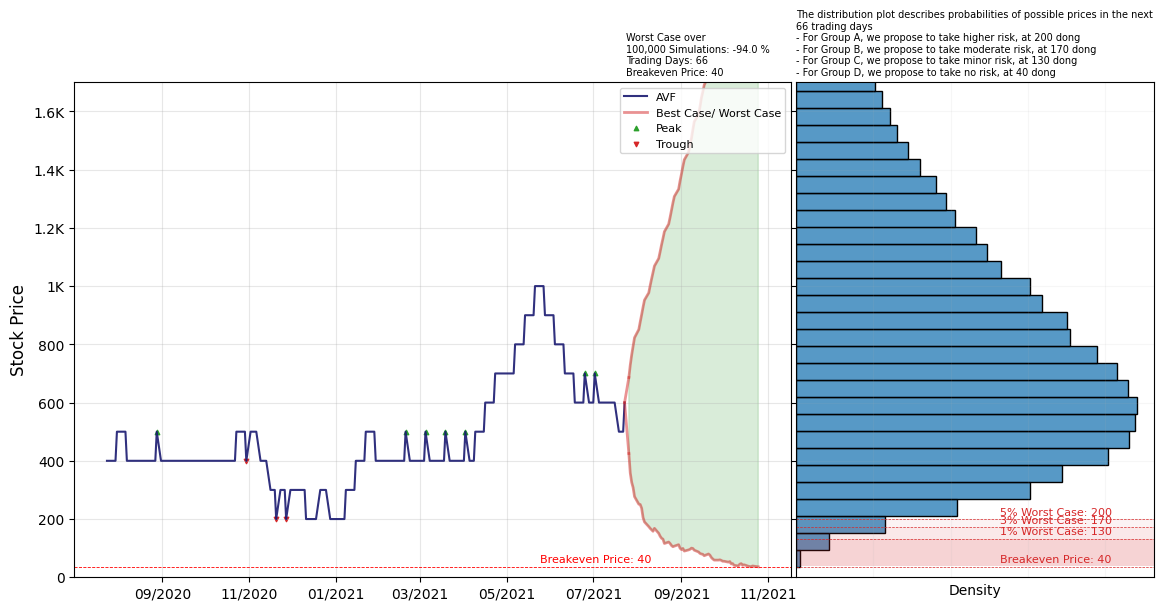 The distribution plot describes probabilities of possible prices in the next
66 trading days
- For Group A, we propose to take higher risk, at 200 dong
- For Group B, we propose to take moderate risk, at 170 dong
- For Group C, we propose to take minor risk, at 130 dong
- For Group D, we propose to take no risk, at 40 dong
Worst Case over
100,000 Simulations: -94.0 %
Trading Days: 66
Breakeven Price: 40
AVF
Best Case/ Worst Case
Peak
Trough
Stock Price
1.6K
1.4K
1.2K
1K
800
600
400
200
0
Breakeven Price: 40
09/2020
11/2020
01/2021
03/2021
05/2021
07/2021
09/2021
11/2021
5% Worst Case: 200
3% Worst Case: 170
1% Worst Case: 130
Breakeven Price: 40
Density